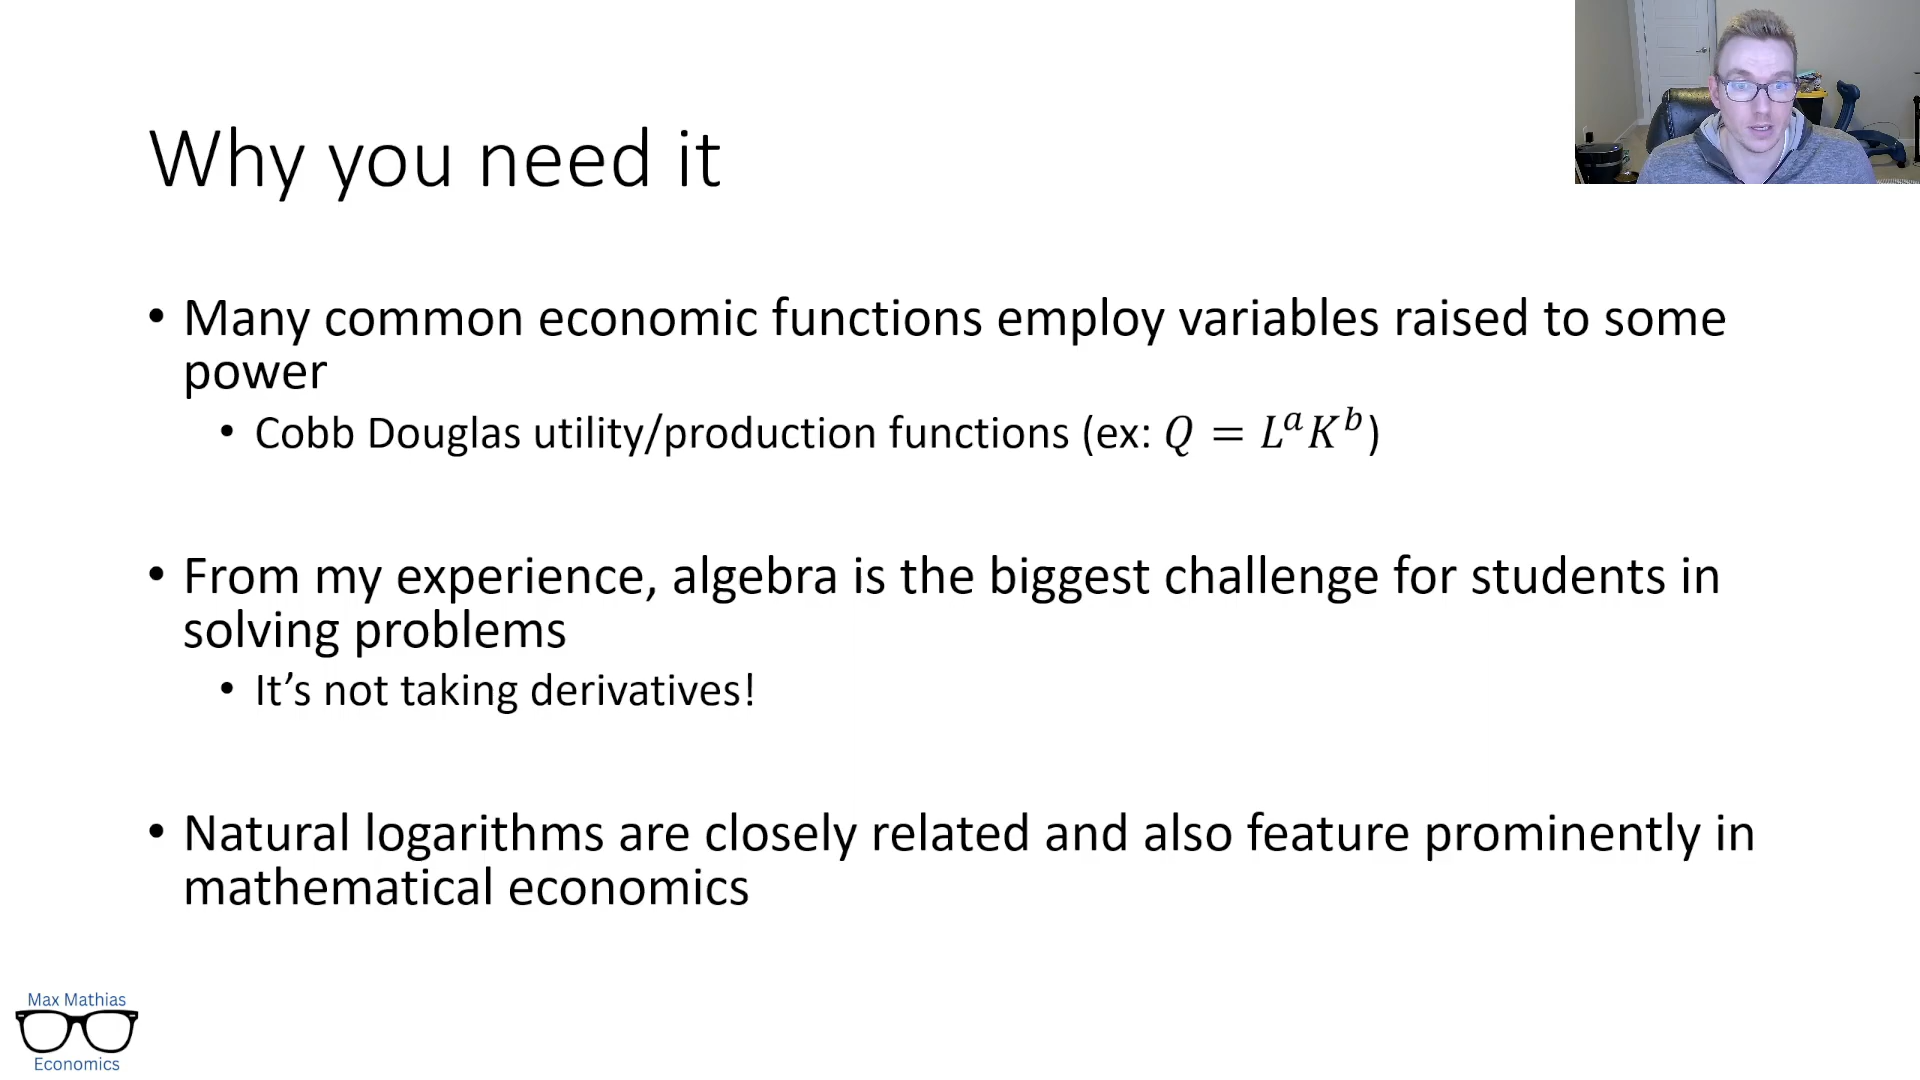 Why you need it
• Many common economic functions employ variables raised to some
power
• Cobb Douglas utility/production functions (ex: Q = LᵃKᵇ)
• From my experience, algebra is the biggest challenge for students in
solving problems
• It’s not taking derivatives!
• Natural logarithms are closely related and also feature prominently in
mathematical economics
Max Mathias
Economics